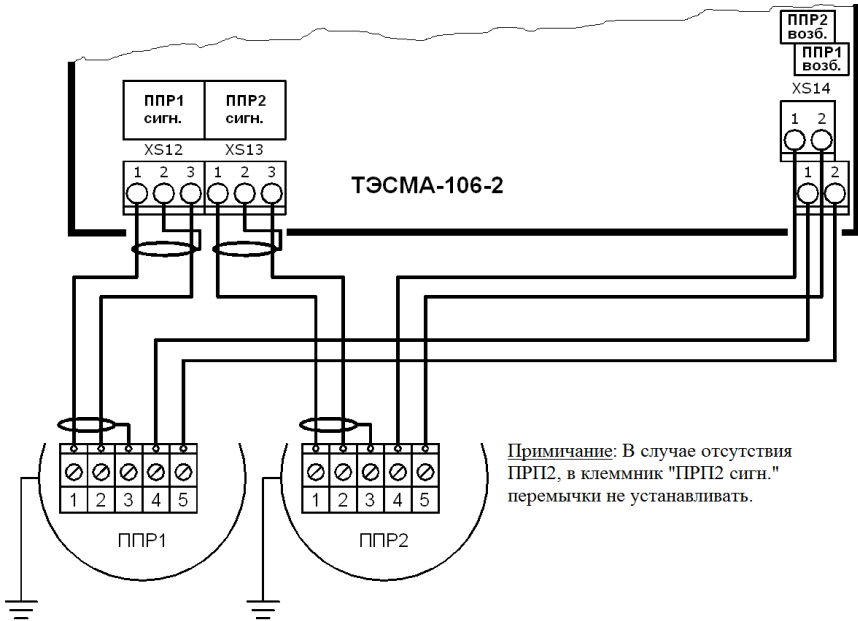 ППР2
возб.
ППР1
возб.
XS14
1 2
1 2
ППР1
сигн.
ППР2
сигн.
XS12
XS13
1 2 3 1 2 3
ТЭСМА-106-2
Примичание: В случае отсутствия
ПРП2, в клеммник "ПРП2 сигн."
перемычки не устанавливать.
1 2 3 4 5
ППР1
1 2 3 4 5
ППР2